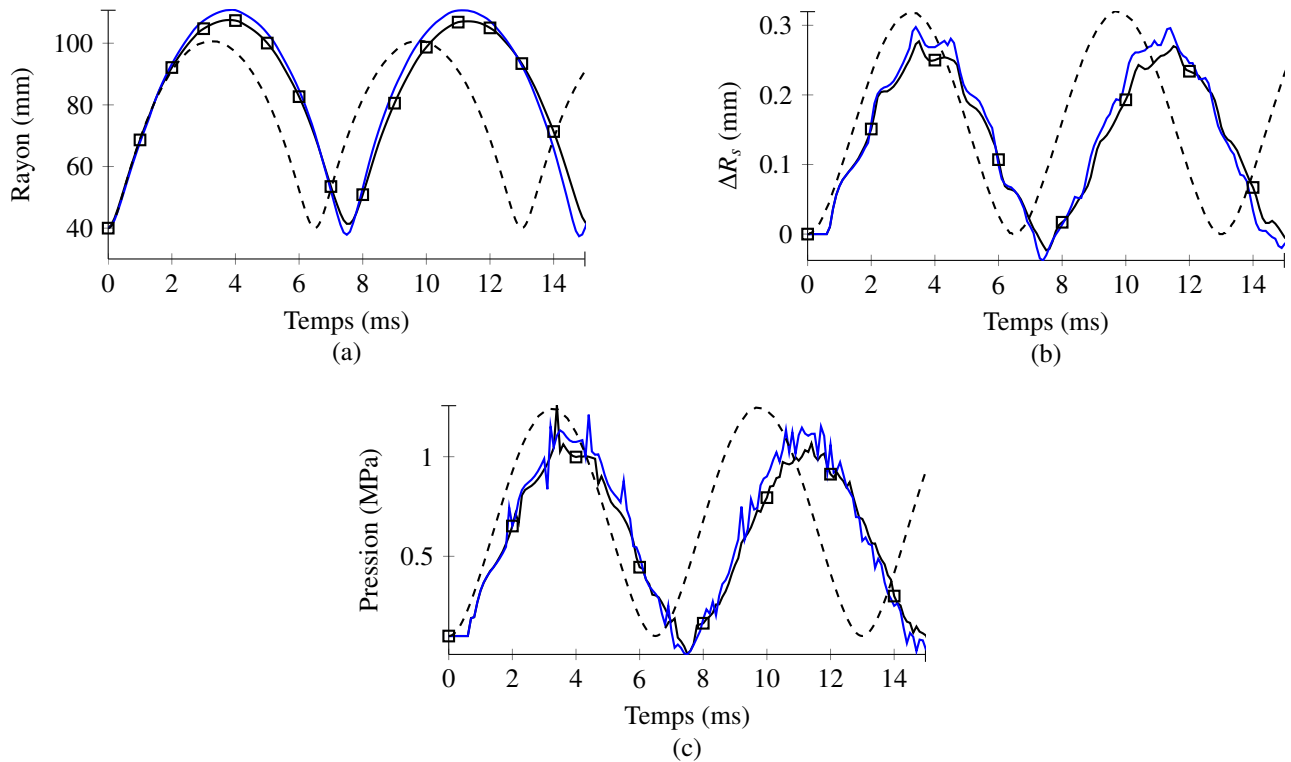 Rayon (mm)
100
80
60
40
0 2 4 6 8 10 12 14
Temps (ms)
(a)
ΔRs (mm)
0.3
0.2
0.1
0
0 2 4 6 8 10 12 14
Temps (ms)
(b)
Pression (MPa)
1
0.5
0 2 4 6 8 10 12 14
Temps (ms)
(c)